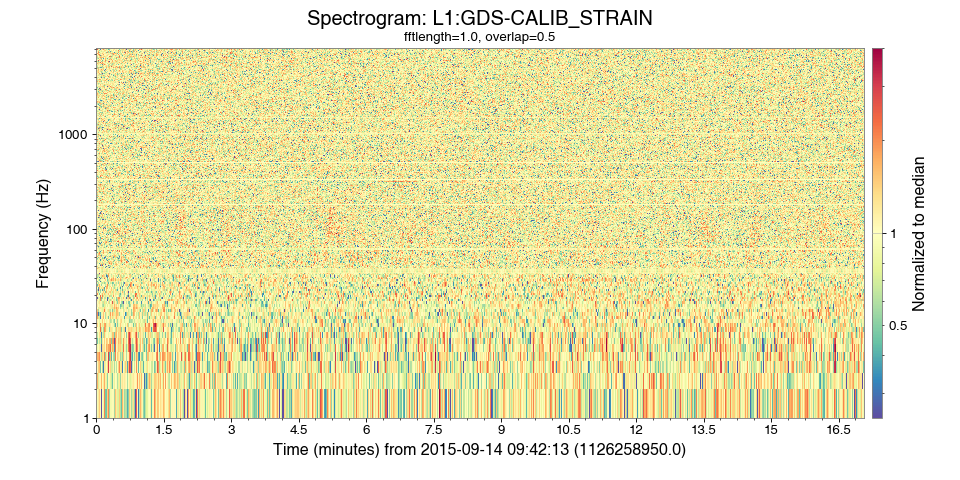 Spectrogram: L1:GDS-CALIB_STRAIN
fftlength=1.0, overlap=0.5
Frequency (Hz)
1000
100
10
1
0 1.5 3 4.5 6 7.5 9 10.5 12 13.5 15 16.5
Time (minutes) from 2015-09-14 09:42:13 (1126258950.0)
1
0.5
Normalized to median